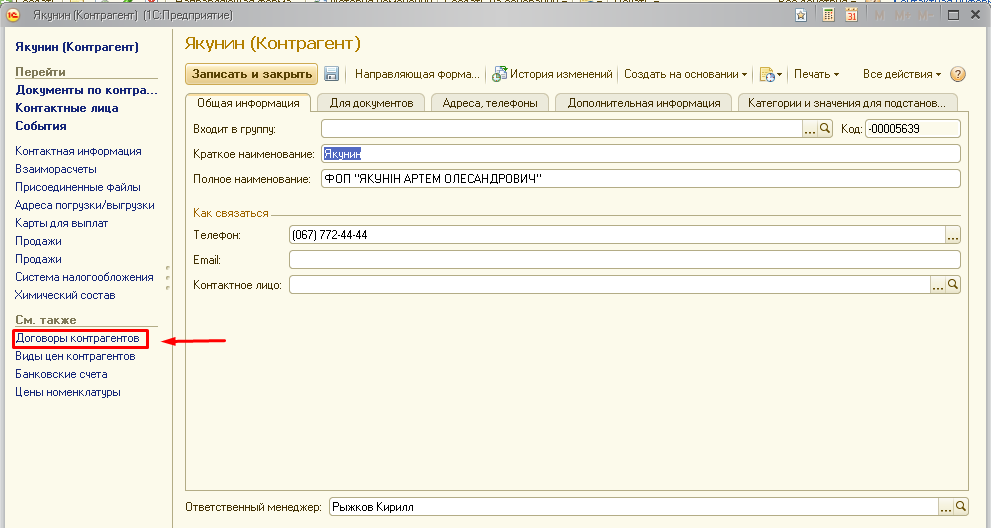 Якунин (Контрагент) (1С:Предприятие)
M M+ M-
Якунин (Контрагент)
Перейти
Документы по контра...
Контактные лица
События
Контактная информация
Взаиморасчеты
Присоединенные файлы
Адреса погрузки/выгрузки
Карты для выплат
Продажи
Продажи
Система налогообложения
Химический состав
См. также
Договоры контрагентов
Виды цен контрагентов
Банковские счета
Цены номенклатуры
Якунин (Контрагент)
Записать и закрыть Направляющая форма... История изменений Создать на основании Печать Все действия
Общая информация Для документов Адреса, телефоны Дополнительная информация Категории и значения для подстанов...
Входит в группу: ... Код: -00005639
Краткое наименование: Якунин
Полное наименование: ФОП "ЯКУНІН АРТЕМ ОЛЕСАНДРОВИЧ"
Как связаться
Телефон: (067) 772-44-44 ...
Email:
Контактное лицо: ...
Ответственный менеджер: Рыжков Кирилл ...